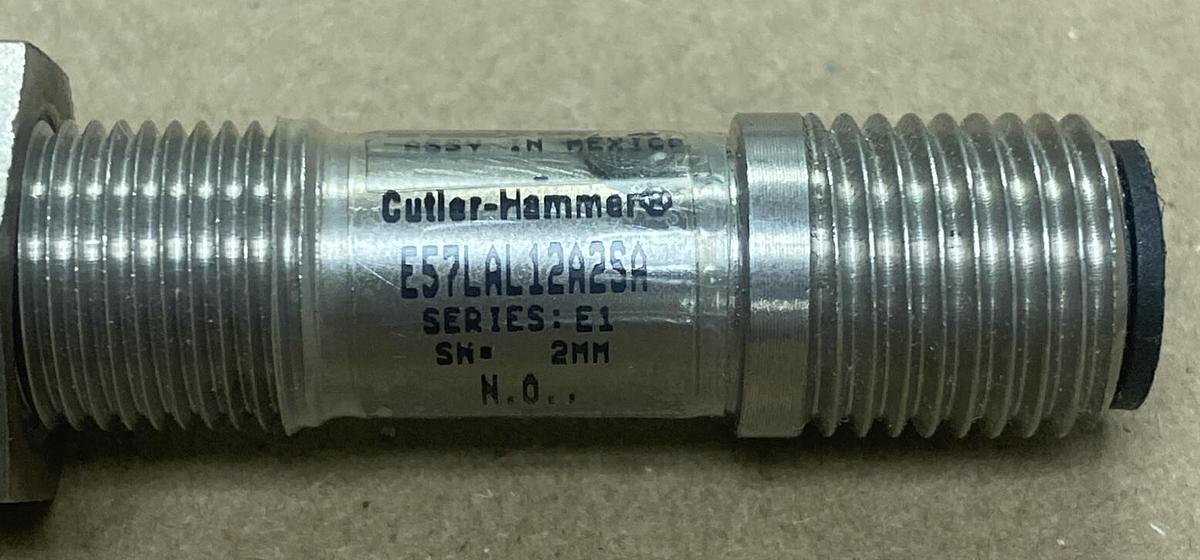 ASSY IN MEXICO
Cutler-Hammer®
E57LAL12A2SA
SERIES: E1
SN= 2MM
N.O.,